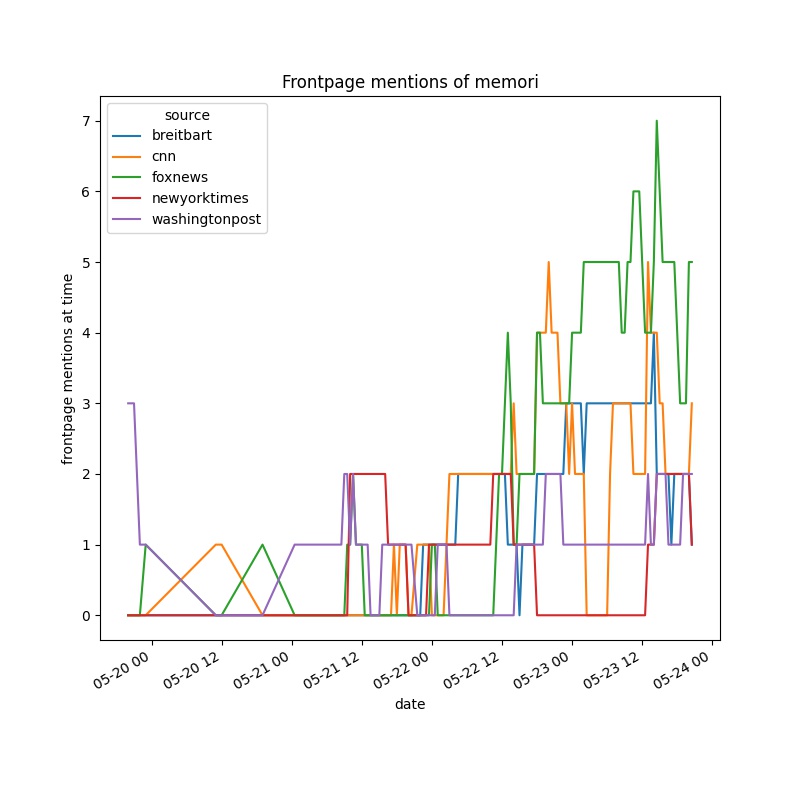 Frontpage mentions of memori
source
breitbart
cnn
foxnews
newyorktimes
washingtonpost
frontpage mentions at time
7
6
5
4
3
2
1
0
05-20 00
05-20 12
05-21 00
05-21 12
05-22 00
05-22 12
05-23 00
05-23 12
05-24 00
date